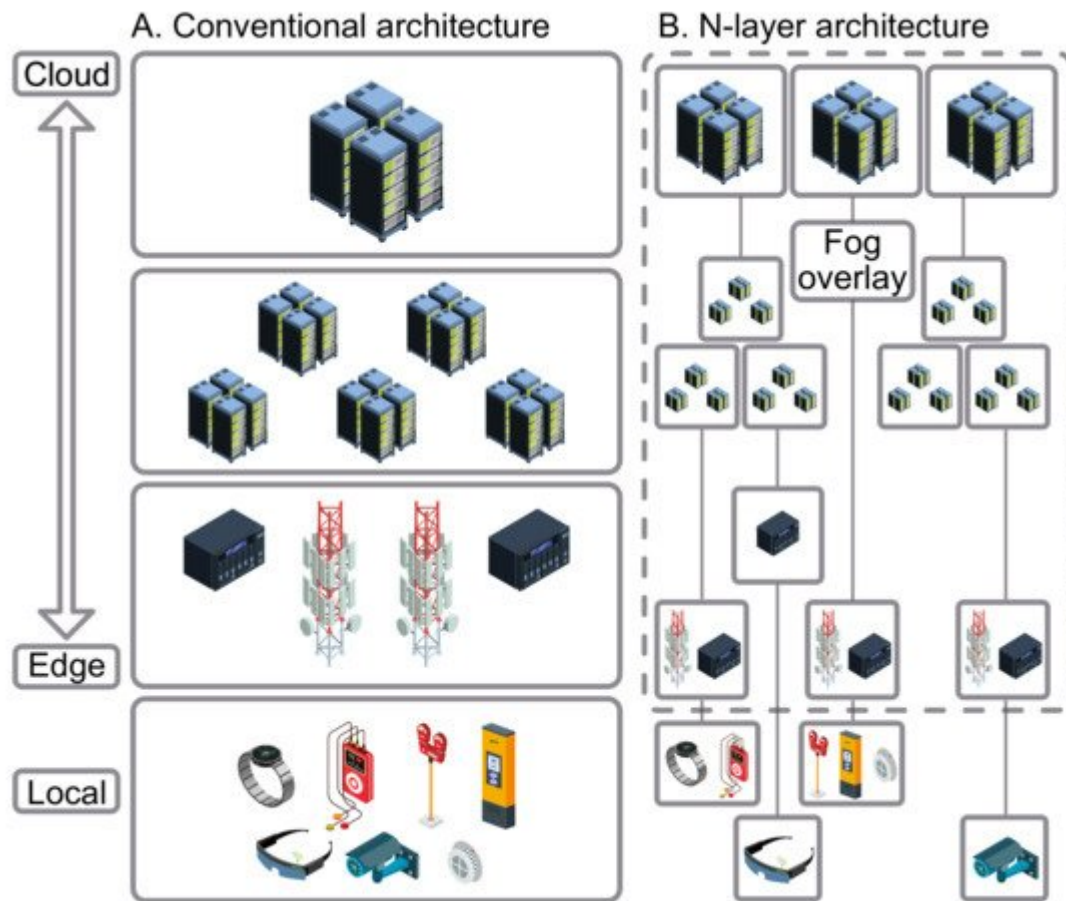 A. Conventional architecture
B. N-layer architecture
Cloud
Fog
overlay
Edge
Local